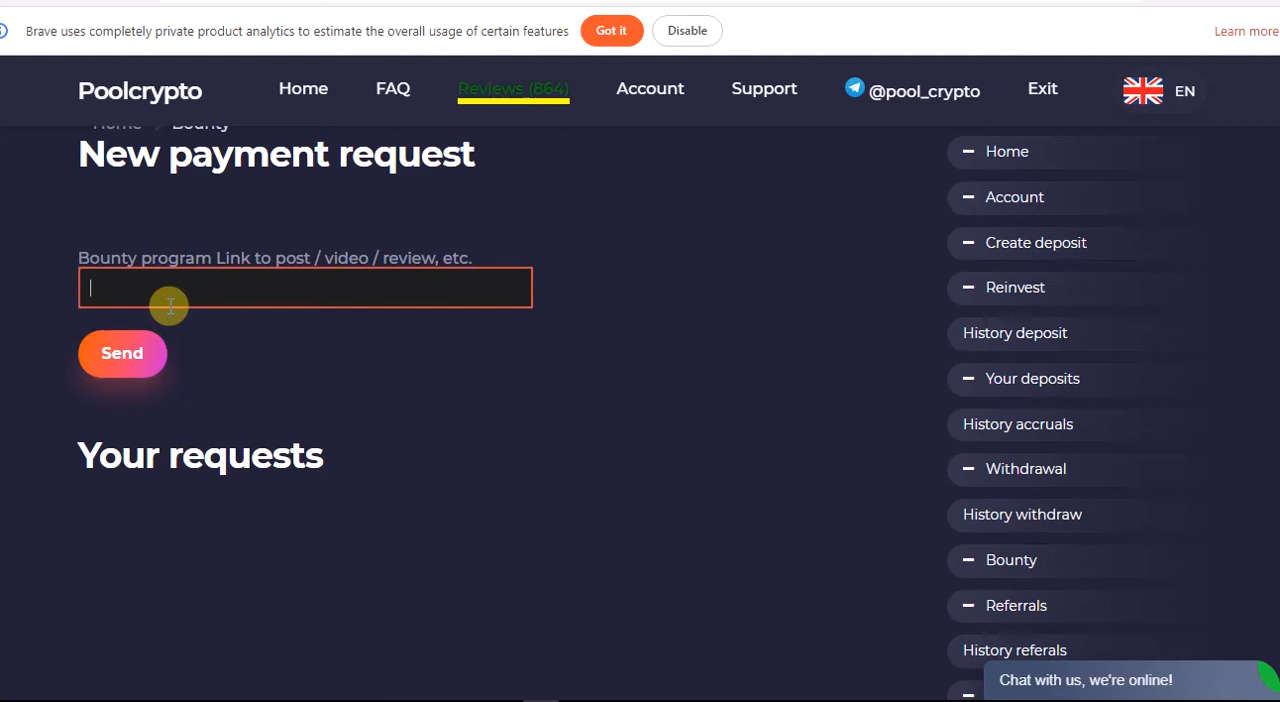 Brave uses completely private product analytics to estimate the overall usage of certain features
Got it
Disable
Learn more
Poolcrypto
Home
FAQ
Reviews (864)
Account
Support
@pool_crypto
Exit
EN
Home
Bounty
New payment request
Bounty program Link to post / video / review, etc.
Send
Your requests
Home
Account
Create deposit
Reinvest
History deposit
Your deposits
History accruals
Withdrawal
History withdraw
Bounty
Referrals
History referals
Chat with us, we're online!